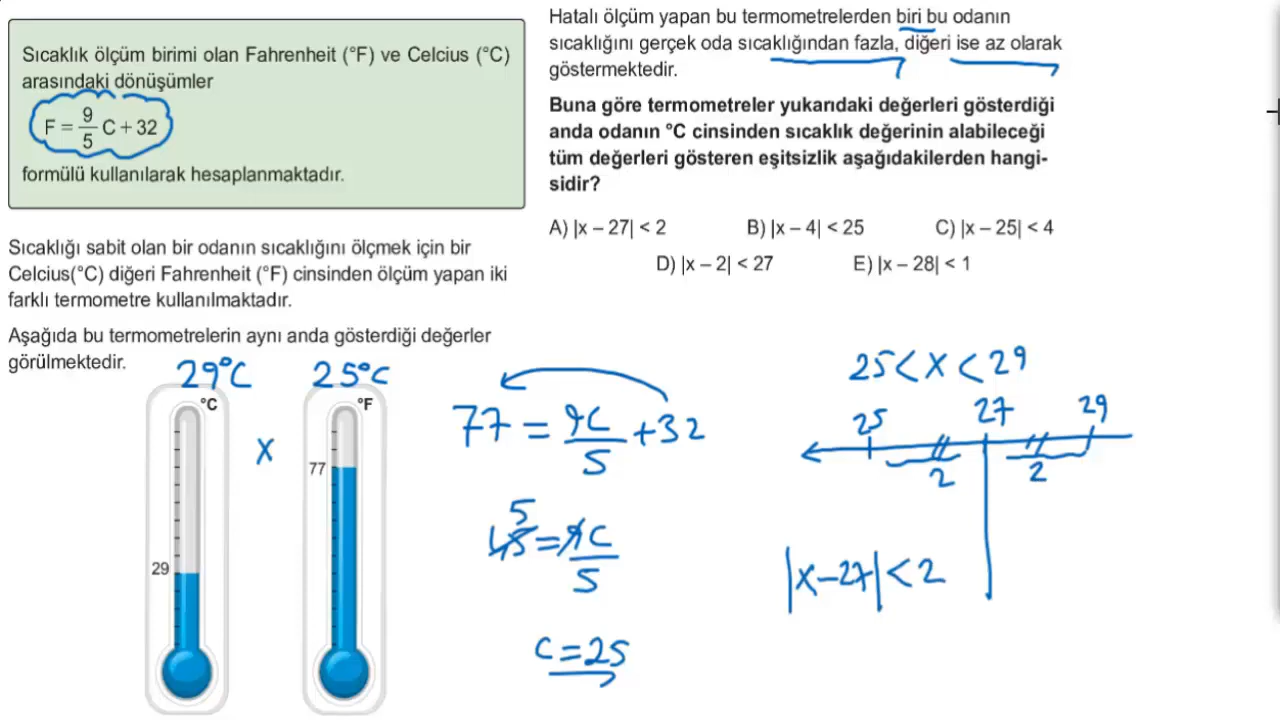 Sıcaklık ölçüm birimi olan Fahrenheit (°F) ve Celcius (°C)
arasındaki dönüşümler
F = 9/5 C + 32
formülü kullanılarak hesaplanmaktadır.
Sıcaklığı sabit olan bir odanın sıcaklığını ölçmek için bir
Celcius(°C) diğeri Fahrenheit (°F) cinsinden ölçüm yapan iki
farklı termometre kullanılmaktadır.
Aşağıda bu termometrelerin aynı anda gösterdiği değerler
görülmektedir.
29°C 25°C
°C °F
x
77
29
Hatalı ölçüm yapan bu termometrelerden biri bu odanın
sıcaklığını gerçek oda sıcaklığından fazla, diğeri ise az olarak
göstermektedir.
Buna göre termometreler yukarıdaki değerleri gösterdiği
anda odanın °C cinsinden sıcaklık değerinin alabileceği
tüm değerleri gösteren eşitsizlik aşağıdakilerden hangi-
sidir?
A) |x – 27| < 2 B) |x – 4| < 25 C) |x – 25| < 4
D) |x – 2| < 27 E) |x – 28| < 1
77 = 9C/5 + 32
5
45 = 9C/5
C = 25
25 < x < 29
25 27 29
2 2
|x – 27| < 2